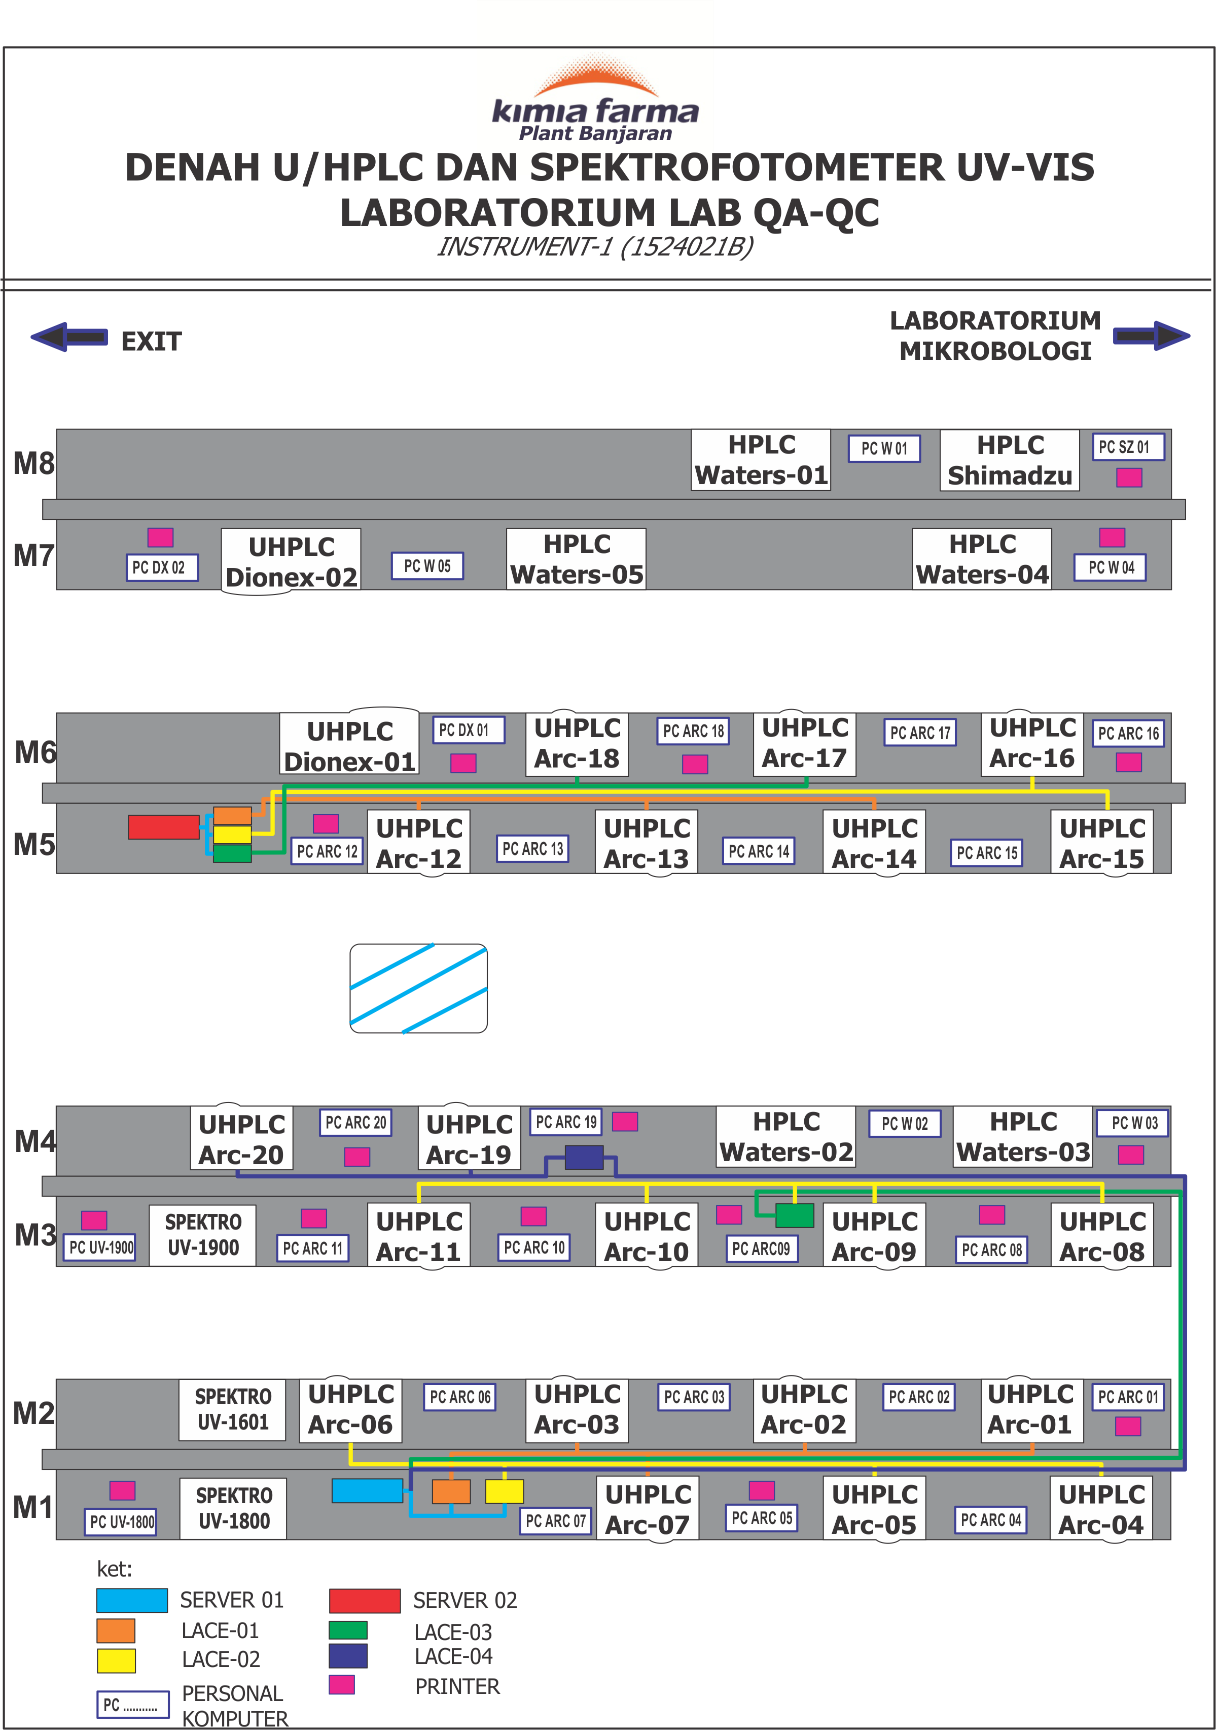 kimia farma
Plant Banjaran
DENAH U/HPLC DAN SPEKTROFOTOMETER UV-VIS
LABORATORIUM LAB QA-QC
INSTRUMENT-1 (1524021B)
EXIT
LABORATORIUM
MIKROBOLOGI
M8
HPLC
Waters-01
PC W 01
HPLC
Shimadzu
PC SZ 01
M7
PC DX 02
UHPLC
Dionex-02
PC W 05
HPLC
Waters-05
HPLC
Waters-04
PC W 04
M6
UHPLC
Dionex-01
PC DX 01
UHPLC
Arc-18
PC ARC 18
UHPLC
Arc-17
PC ARC 17
UHPLC
Arc-16
PC ARC 16
M5
PC ARC 12
UHPLC
Arc-12
PC ARC 13
UHPLC
Arc-13
PC ARC 14
UHPLC
Arc-14
PC ARC 15
UHPLC
Arc-15
M4
UHPLC
Arc-20
PC ARC 20
UHPLC
Arc-19
PC ARC 19
HPLC
Waters-02
PC W 02
HPLC
Waters-03
PC W 03
M3
PC UV-1900
SPEKTRO
UV-1900
PC ARC 11
UHPLC
Arc-11
PC ARC 10
UHPLC
Arc-10
PC ARC09
UHPLC
Arc-09
PC ARC 08
UHPLC
Arc-08
M2
SPEKTRO
UV-1601
UHPLC
Arc-06
PC ARC 06
UHPLC
Arc-03
PC ARC 03
UHPLC
Arc-02
PC ARC 02
UHPLC
Arc-01
PC ARC 01
M1
PC UV-1800
SPEKTRO
UV-1800
PC ARC 07
UHPLC
Arc-07
PC ARC 05
UHPLC
Arc-05
PC ARC 04
UHPLC
Arc-04
ket:
SERVER 01
LACE-01
LACE-02
PC ...........
PERSONAL
KOMPUTER
SERVER 02
LACE-03
LACE-04
PRINTER